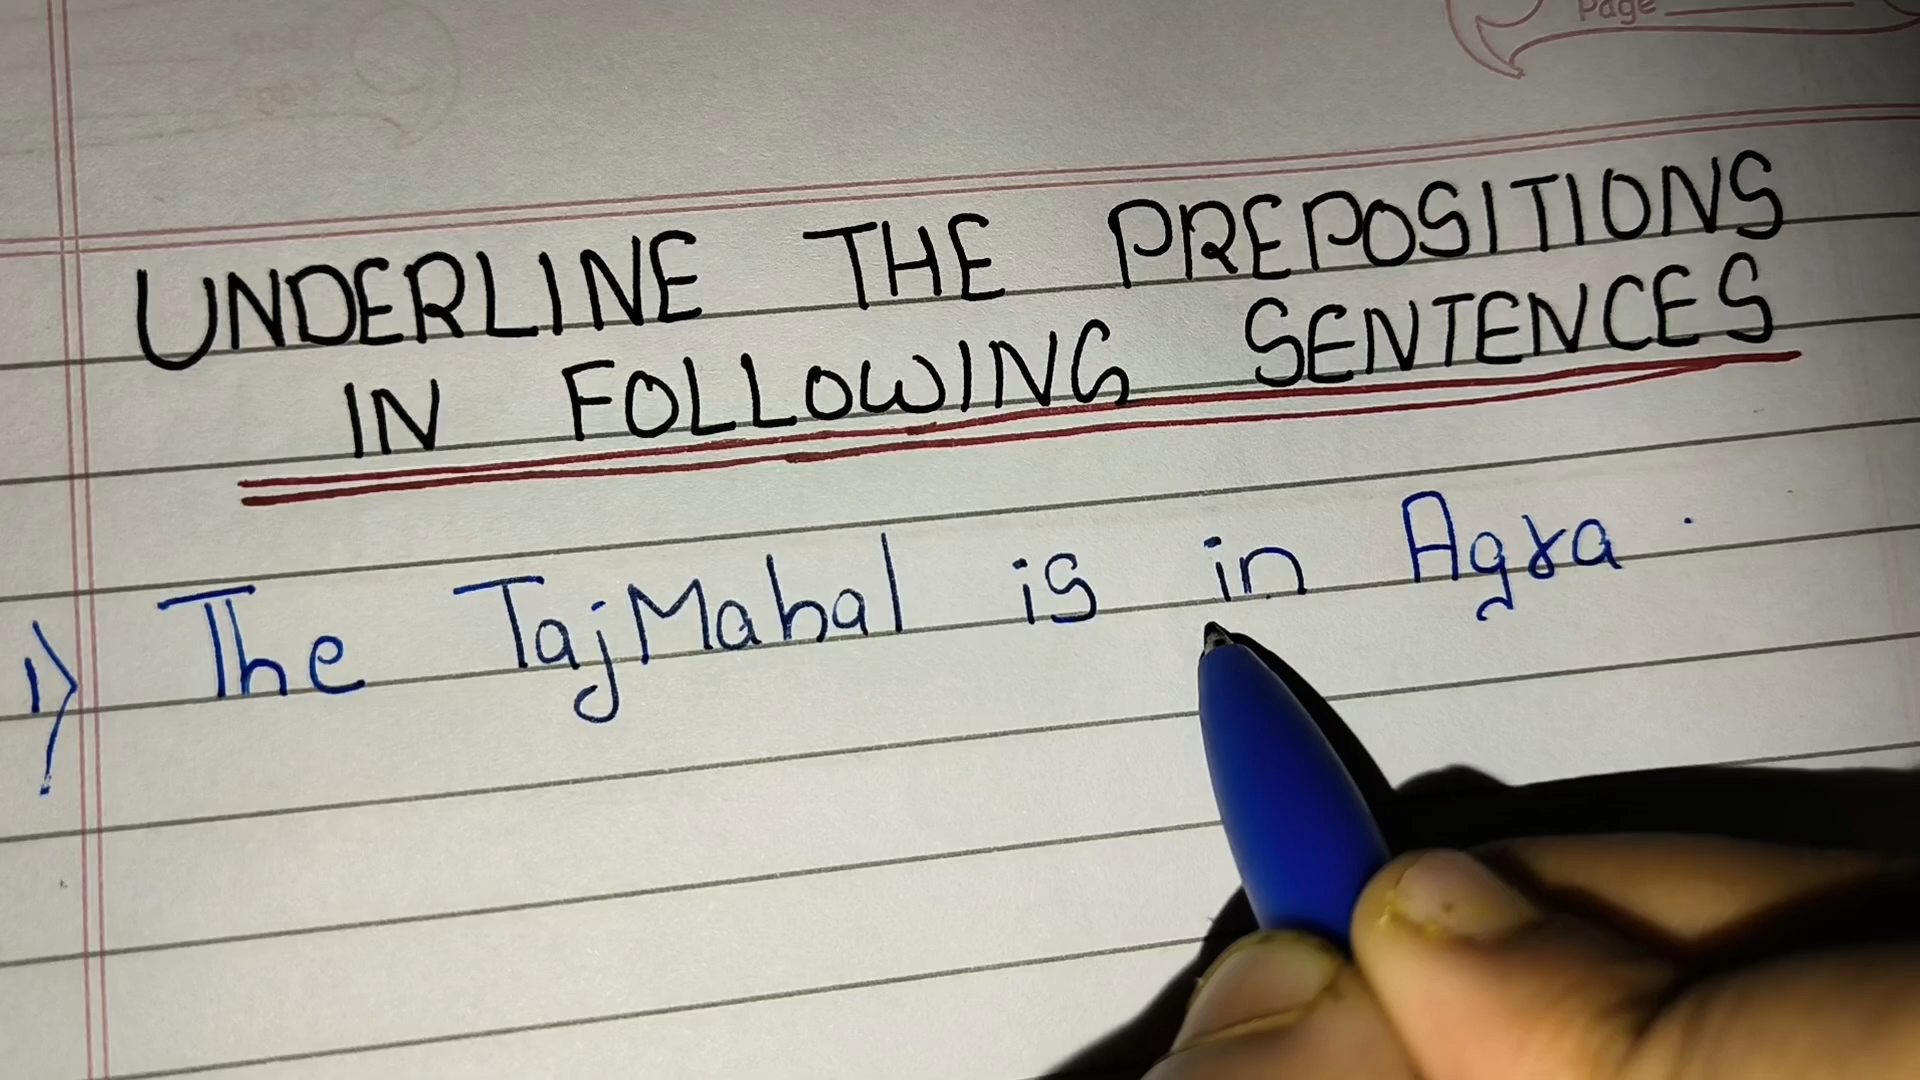 Page
UNDERLINE THE PREPOSITIONS
IN FOLLOWING SENTENCES
1) The TajMahal is in Agra.